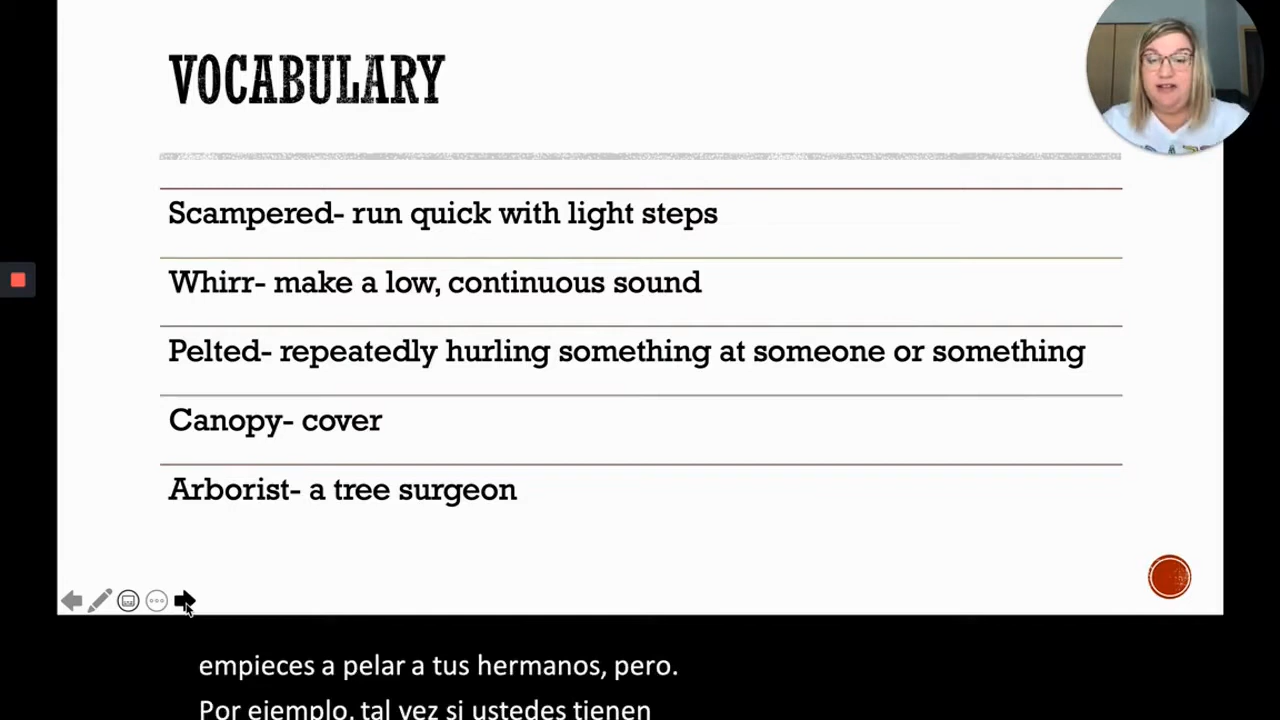 VOCABULARY
Scampered- run quick with light steps
Whirr- make a low, continuous sound
Pelted- repeatedly hurling something at someone or something
Canopy- cover
Arborist- a tree surgeon
empieces a pelar a tus hermanos, pero.
Por ejemplo, tal vez si ustedes tienen